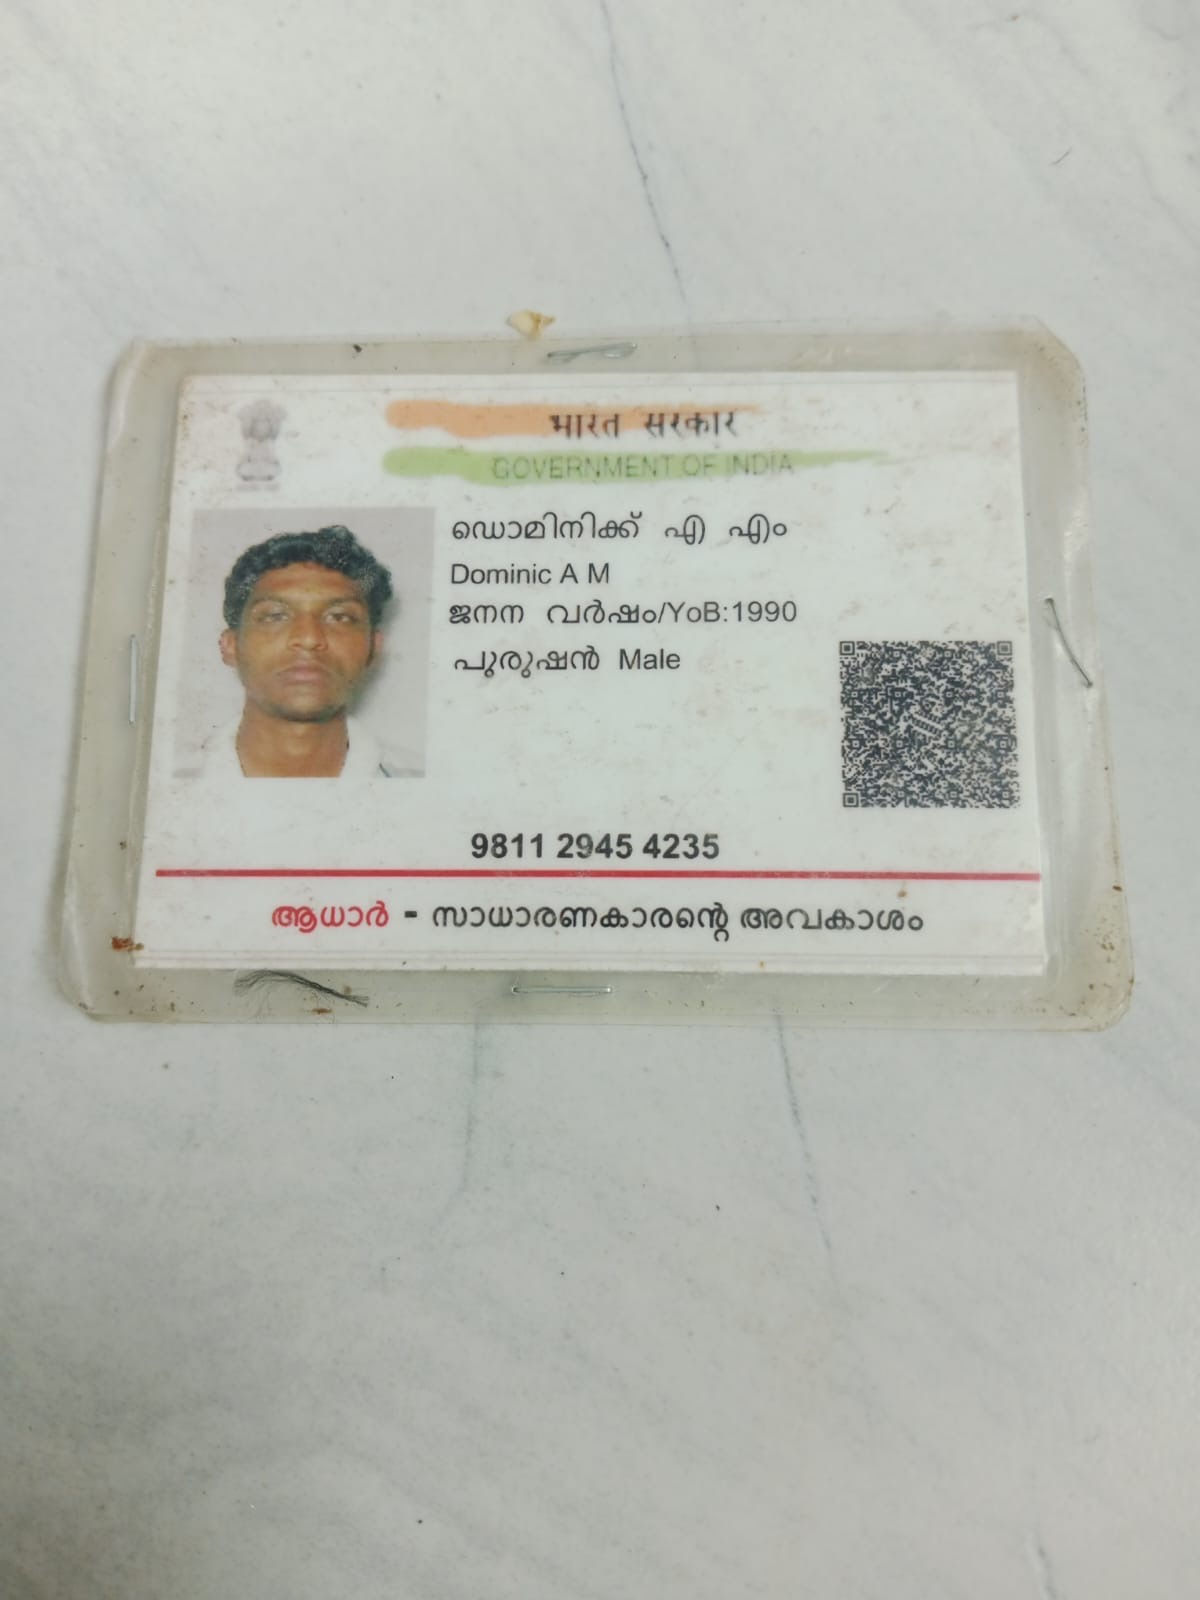 भारत सरकार
GOVERNMENT OF INDIA
ഡൊമിനിക്ക് എ എം
Dominic A M
ജനന വർഷം/YoB:1990
പുരുഷൻ Male
9811 2945 4235
ആധാർ - സാധാരണകാരന്റെ അവകാശം